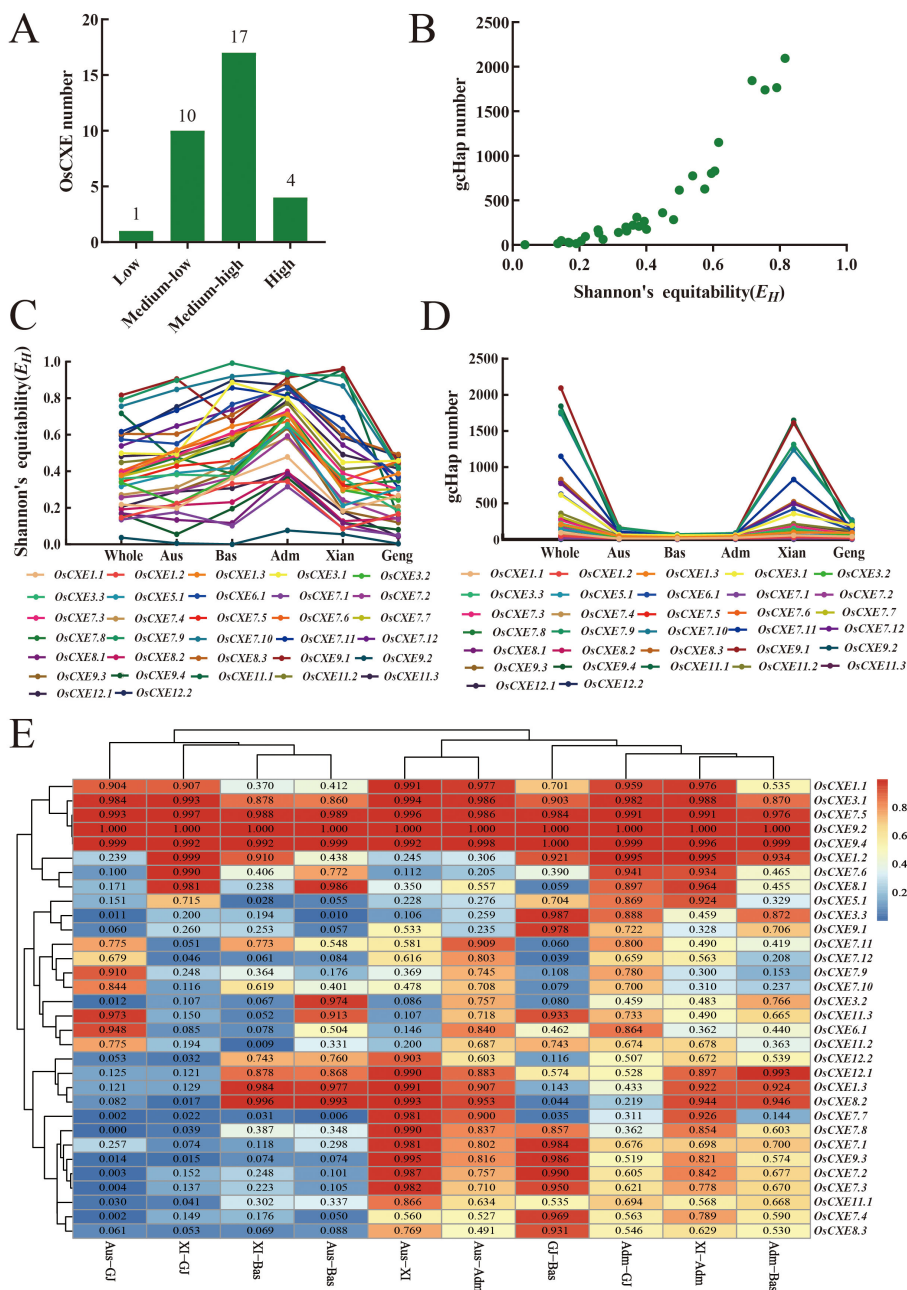 A
OsCXE number
20
15
10
5
0
1
10
17
4
Low
Medium-low
Medium-high
High
B
gcHap number
2500
2000
1500
1000
500
0
0.0 0.2 0.4 0.6 0.8 1.0
Shannon's equitability(E_H)
C
Shannon's equitability(E_H)
1.0
0.8
0.6
0.4
0.2
0.0
Whole Aus Bas Adm Xian Geng
OsCXE1.1 OsCXE1.2 OsCXE1.3 OsCXE3.1 OsCXE3.2
OsCXE3.3 OsCXE5.1 OsCXE6.1 OsCXE7.1 OsCXE7.2
OsCXE7.3 OsCXE7.4 OsCXE7.5 OsCXE7.6 OsCXE7.7
OsCXE7.8 OsCXE7.9 OsCXE7.10 OsCXE7.11 OsCXE7.12
OsCXE8.1 OsCXE8.2 OsCXE8.3 OsCXE9.1 OsCXE9.2
OsCXE9.3 OsCXE9.4 OsCXE11.1 OsCXE11.2 OsCXE11.3
OsCXE12.1 OsCXE12.2
D
gcHap number
2500
2000
1500
1000
500
0
Whole Aus Bas Adm Xian Geng
OsCXE1.1 OsCXE1.2 OsCXE1.3 OsCXE3.1 OsCXE3.2
OsCXE3.3 OsCXE5.1 OsCXE6.1 OsCXE7.1 OsCXE7.2
OsCXE7.3 OsCXE7.4 OsCXE7.5 OsCXE7.6 OsCXE7.7
OsCXE7.8 OsCXE7.9 OsCXE7.10 OsCXE7.11 OsCXE7.12
OsCXE8.1 OsCXE8.2 OsCXE8.3 OsCXE9.1 OsCXE9.2
OsCXE9.3 OsCXE9.4 OsCXE11.1 OsCXE11.2 OsCXE11.3
OsCXE12.1 OsCXE12.2
E
0.904 0.907 0.370 0.412 0.991 0.977 0.701 0.959 0.976 0.535 OsCXE1.1
0.984 0.993 0.878 0.860 0.994 0.986 0.903 0.982 0.988 0.870 OsCXE3.1
0.993 0.997 0.988 0.989 0.996 0.986 0.984 0.991 0.991 0.976 OsCXE7.5
1.000 1.000 1.000 1.000 1.000 1.000 1.000 1.000 1.000 1.000 OsCXE9.2
0.999 0.992 0.992 0.999 0.992 0.998 1.000 0.999 0.999 0.999 OsCXE9.4
0.239 0.999 0.910 0.438 0.245 0.306 0.921 0.995 0.995 0.934 OsCXE1.2
0.100 0.990 0.406 0.772 0.112 0.205 0.390 0.941 0.934 0.465 OsCXE7.6
0.171 0.981 0.238 0.986 0.350 0.557 0.059 0.897 0.964 0.455 OsCXE8.1
0.151 0.715 0.028 0.055 0.228 0.276 0.704 0.869 0.924 0.329 OsCXE5.1
0.011 0.200 0.194 0.010 0.106 0.259 0.987 0.888 0.459 0.872 OsCXE3.3
0.060 0.260 0.253 0.057 0.533 0.235 0.978 0.722 0.328 0.706 OsCXE9.1
0.775 0.051 0.773 0.548 0.581 0.909 0.060 0.800 0.490 0.419 OsCXE7.11
0.679 0.046 0.061 0.084 0.616 0.803 0.039 0.659 0.563 0.208 OsCXE7.12
0.910 0.248 0.364 0.176 0.369 0.745 0.108 0.780 0.300 0.153 OsCXE7.9
0.844 0.116 0.619 0.401 0.478 0.708 0.079 0.700 0.310 0.237 OsCXE7.10
0.012 0.107 0.067 0.974 0.086 0.757 0.080 0.459 0.483 0.766 OsCXE3.2
0.973 0.150 0.052 0.913 0.107 0.718 0.933 0.733 0.490 0.665 OsCXE11.3
0.948 0.085 0.078 0.504 0.146 0.840 0.462 0.864 0.362 0.440 OsCXE6.1
0.775 0.194 0.009 0.331 0.200 0.687 0.743 0.674 0.678 0.363 OsCXE11.2
0.053 0.032 0.743 0.760 0.903 0.603 0.116 0.507 0.672 0.539 OsCXE12.2
0.125 0.121 0.878 0.868 0.990 0.883 0.574 0.528 0.897 0.993 OsCXE12.1
0.121 0.129 0.984 0.977 0.991 0.907 0.143 0.433 0.922 0.924 OsCXE1.3
0.082 0.017 0.996 0.993 0.993 0.953 0.044 0.219 0.944 0.946 OsCXE8.2
0.002 0.022 0.031 0.006 0.981 0.900 0.035 0.311 0.926 0.144 OsCXE7.7
0.000 0.039 0.387 0.348 0.990 0.837 0.857 0.362 0.854 0.603 OsCXE7.8
0.257 0.074 0.118 0.298 0.981 0.802 0.984 0.676 0.698 0.700 OsCXE7.1
0.014 0.015 0.074 0.074 0.995 0.816 0.986 0.519 0.821 0.574 OsCXE9.3
0.003 0.152 0.248 0.101 0.987 0.757 0.990 0.605 0.842 0.677 OsCXE7.2
0.004 0.137 0.223 0.105 0.982 0.710 0.950 0.621 0.778 0.670 OsCXE7.3
0.030 0.041 0.302 0.337 0.866 0.634 0.535 0.694 0.568 0.668 OsCXE11.1
0.002 0.149 0.176 0.050 0.560 0.527 0.969 0.563 0.789 0.590 OsCXE7.4
0.061 0.053 0.069 0.088 0.769 0.491 0.931 0.546 0.629 0.530 OsCXE8.3
Aus-GJ XI-GJ XI-Bas Aus-Bas Aus-XI Aus-Adm GJ-Bas Adm-GJ XI-Adm Adm-Bas
0.8
0.6
0.4
0.2